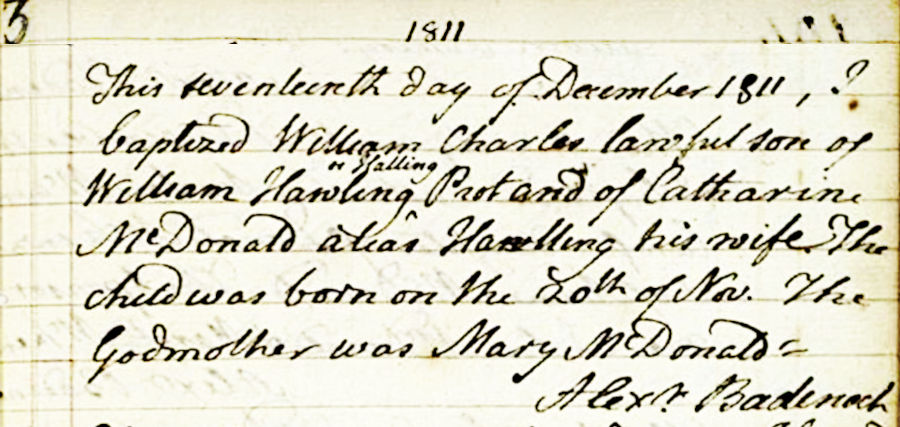 3
1811
This seventeenth day of December 1811, I
baptized William Charles lawful son of
or Halling
William Hawling Prot and of Catharine
McDonald alias Hawlling his wife. The
child was born on the 20th of Nov. The
Godmother was Mary McDonald=
Alexr. Badenoch